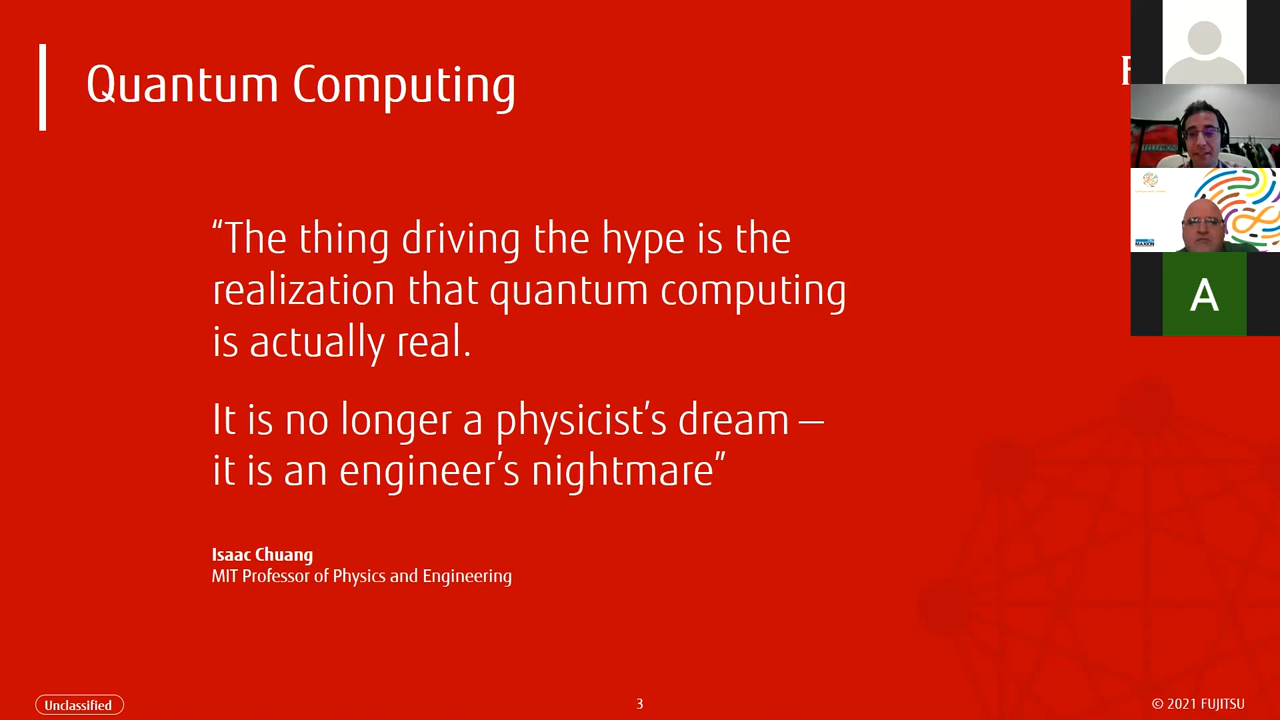 Quantum Computing
F
“The thing driving the hype is the
realization that quantum computing
is actually real.
It is no longer a physicist’s dream –
it is an engineer’s nightmare”
Isaac Chuang
MIT Professor of Physics and Engineering
A
Unclassified
3
© 2021 FUJITSU